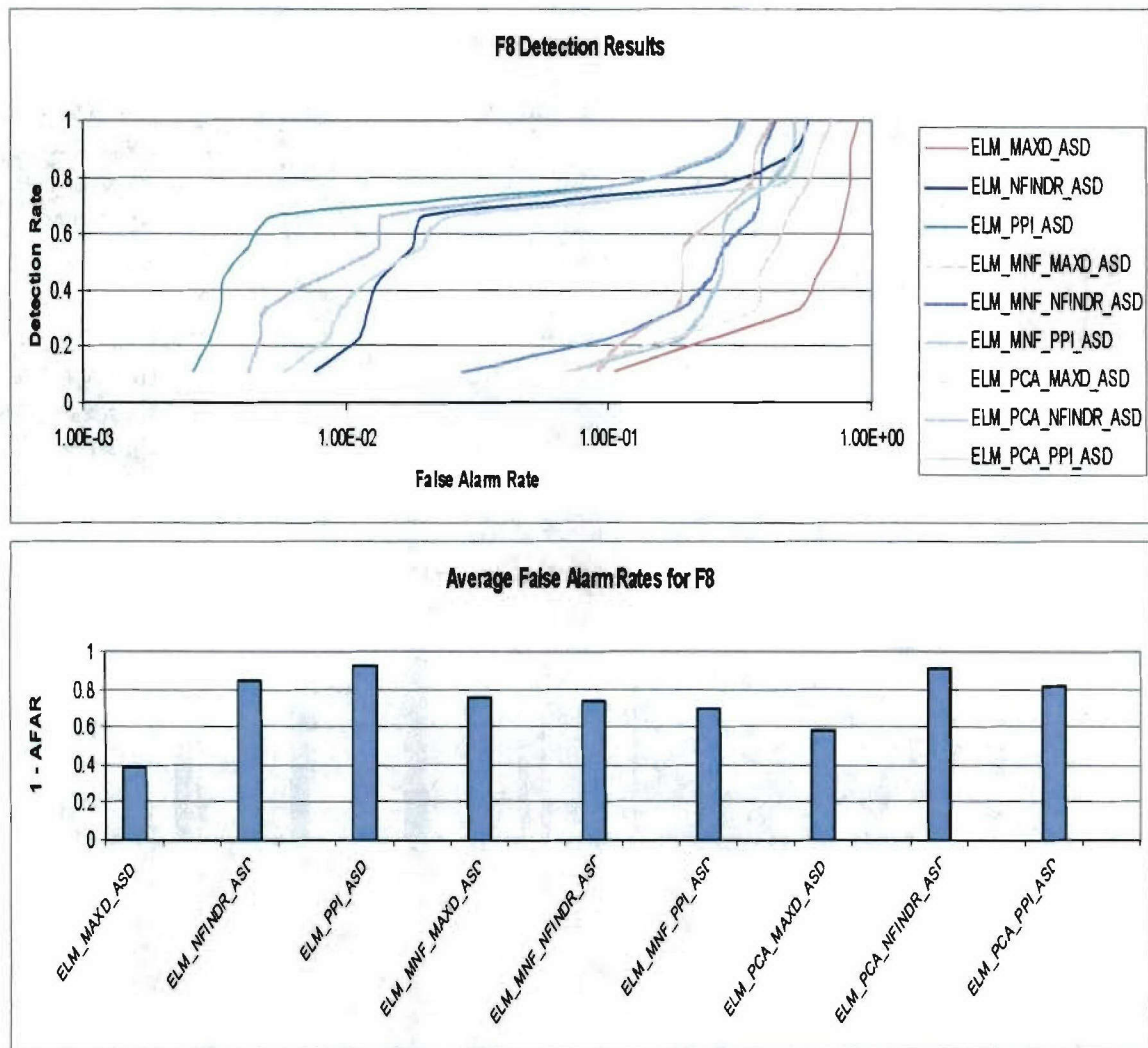 F8 Detection Results
Detection Rate
1
0.8
0.6
0.4
0.2
0
1.00E-03
1.00E-02
1.00E-01
1.00E+00
False Alarm Rate
ELM_MAXD_ASD
ELM_NFINDR_ASD
ELM_PPI_ASD
ELM_MNF_MAXD_ASD
ELM_MNF_NFINDR_ASD
ELM_MNF_PPI_ASD
ELM_PCA_MAXD_ASD
ELM_PCA_NFINDR_ASD
ELM_PCA_PPI_ASD
Average False Alarm Rates for F8
1 - AFAR
1
0.8
0.6
0.4
0.2
0
ELM_MAXD_ASD
ELM_NFINDR_ASD
ELM_PPI_ASD
ELM_MNF_MAXD_ASD
ELM_MNF_NFINDR_ASD
ELM_MNF_PPI_ASD
ELM_PCA_MAXD_ASD
ELM_PCA_NFINDR_ASD
ELM_PCA_PPI_ASD